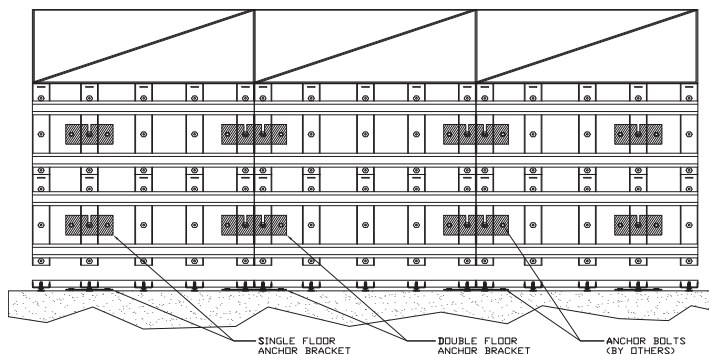 SINGLE FLOOR
ANCHOR BRACKET
DOUBLE FLOOR
ANCHOR BRACKET
ANCHOR BOLTS
(BY OTHERS)